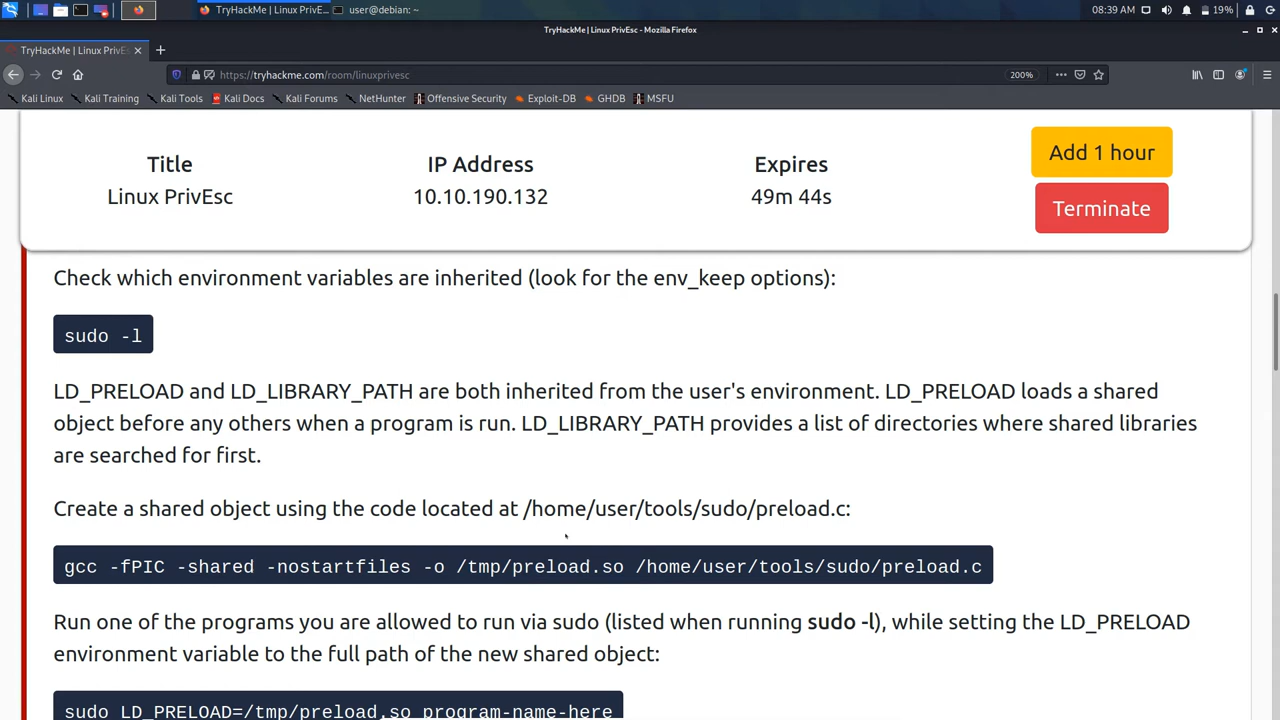 TryHackMe | Linux PrivE...
user@debian: ~
08:39 AM
19%
TryHackMe | Linux PrivEsc - Mozilla Firefox
TryHackMe | Linux PrivEsc
https://tryhackme.com/room/linuxprivesc
200%
Kali Linux
Kali Training
Kali Tools
Kali Docs
Kali Forums
NetHunter
Offensive Security
Exploit-DB
GHDB
MSFU
Title
IP Address
Expires
Add 1 hour
Linux PrivEsc
10.10.190.132
49m 44s
Terminate
Check which environment variables are inherited (look for the env_keep options):
sudo -l
LD_PRELOAD and LD_LIBRARY_PATH are both inherited from the user's environment. LD_PRELOAD loads a shared
object before any others when a program is run. LD_LIBRARY_PATH provides a list of directories where shared libraries
are searched for first.
Create a shared object using the code located at /home/user/tools/sudo/preload.c:
gcc -fPIC -shared -nostartfiles -o /tmp/preload.so /home/user/tools/sudo/preload.c
Run one of the programs you are allowed to run via sudo (listed when running sudo -l), while setting the LD_PRELOAD
environment variable to the full path of the new shared object:
sudo LD_PRELOAD=/tmp/preload.so program-name-here